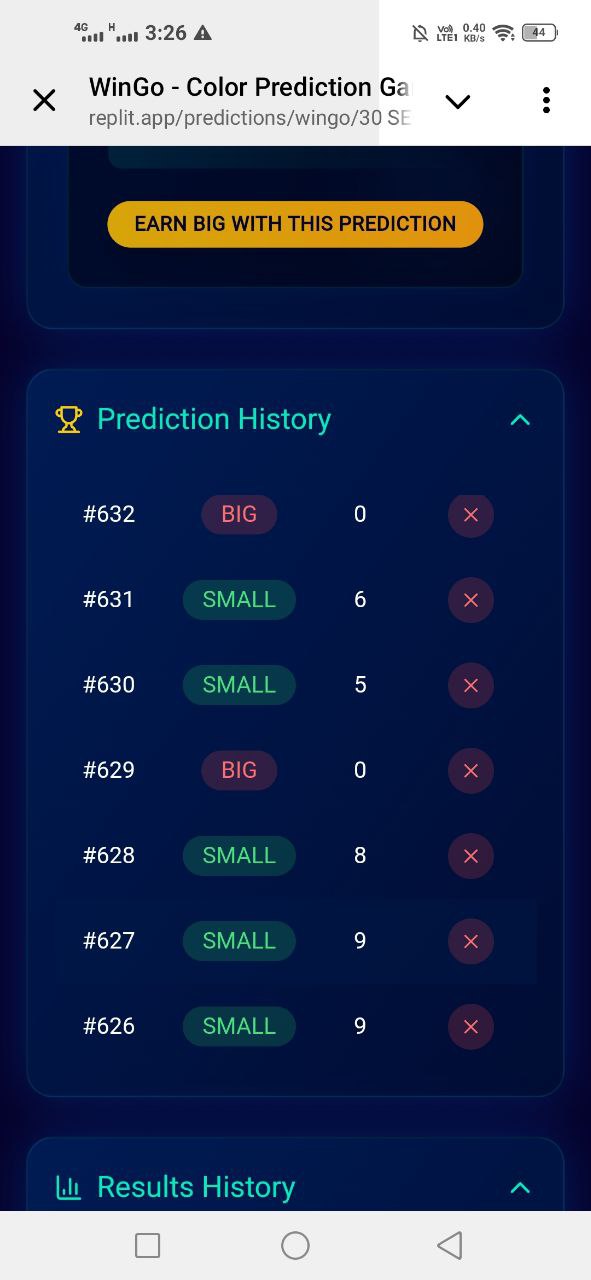 4G H 3:26 Vo) LTE1 0.40 KB/s 44
WinGo - Color Prediction Ga
replit.app/predictions/wingo/30 SE
EARN BIG WITH THIS PREDICTION
Prediction History
#632 BIG 0
#631 SMALL 6
#630 SMALL 5
#629 BIG 0
#628 SMALL 8
#627 SMALL 9
#626 SMALL 9
Results History